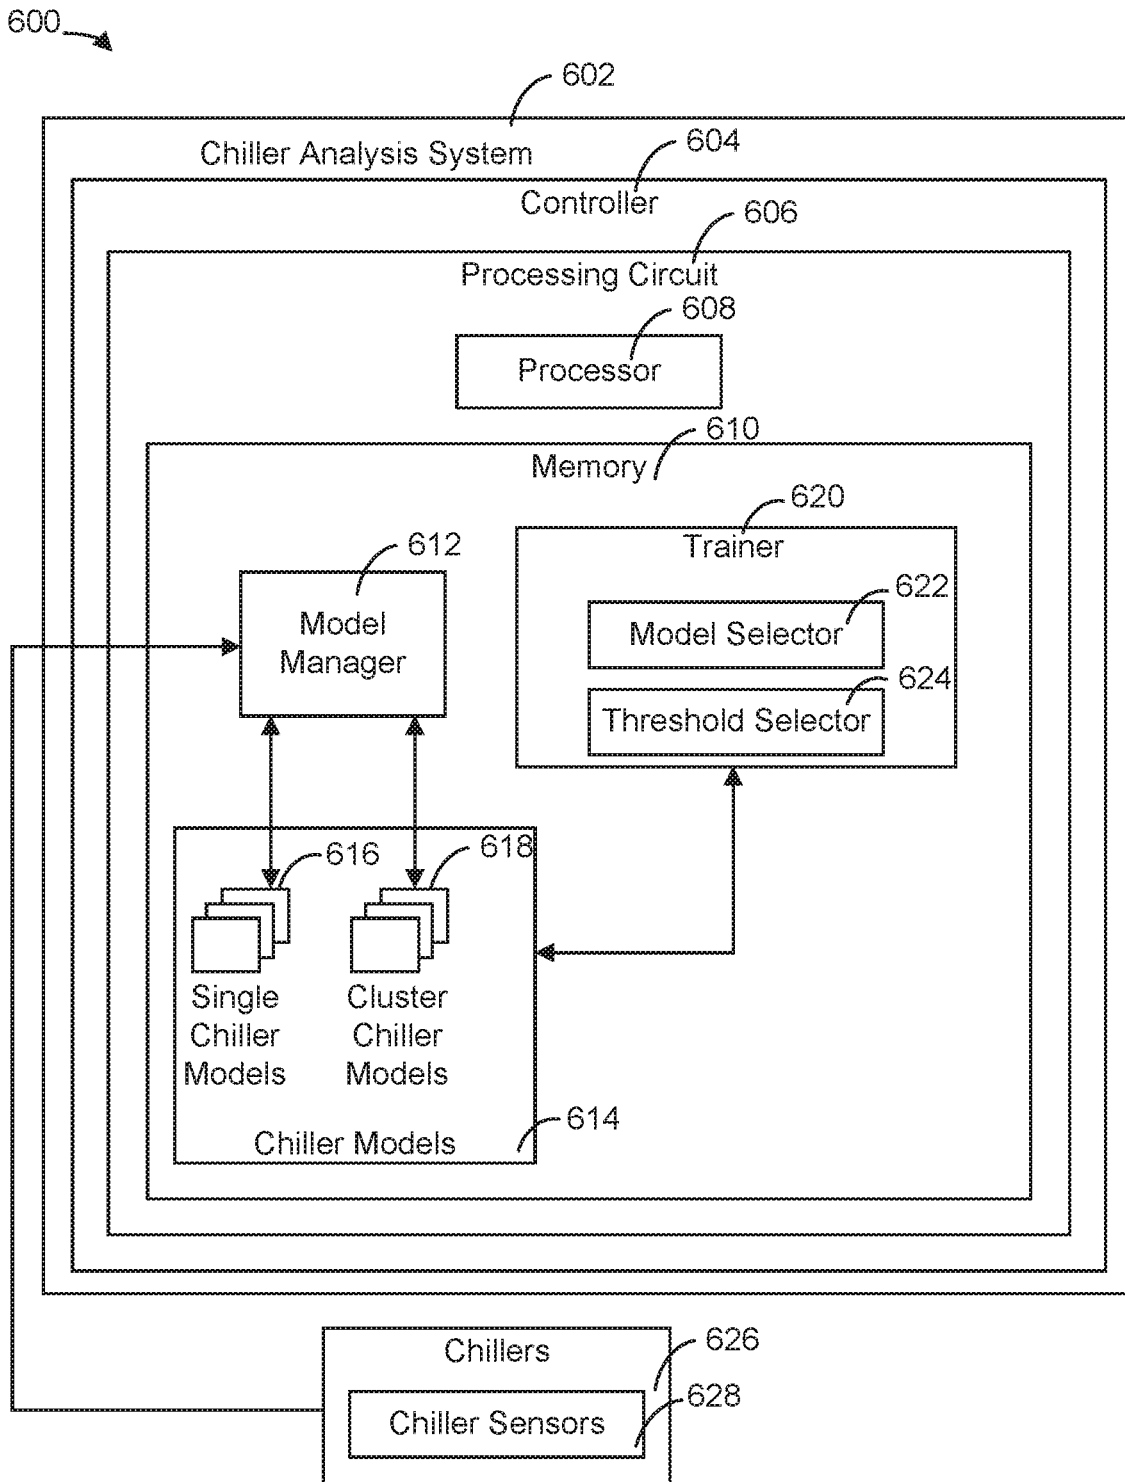 600
602
Chiller Analysis System
604
Controller
606
Processing Circuit
608
Processor
610
Memory
620
Trainer
612
Model
Manager
622
Model Selector
624
Threshold Selector
616
618
Single
Chiller
Models
Cluster
Chiller
Models
614
Chiller Models
Chillers
626
Chiller Sensors
628